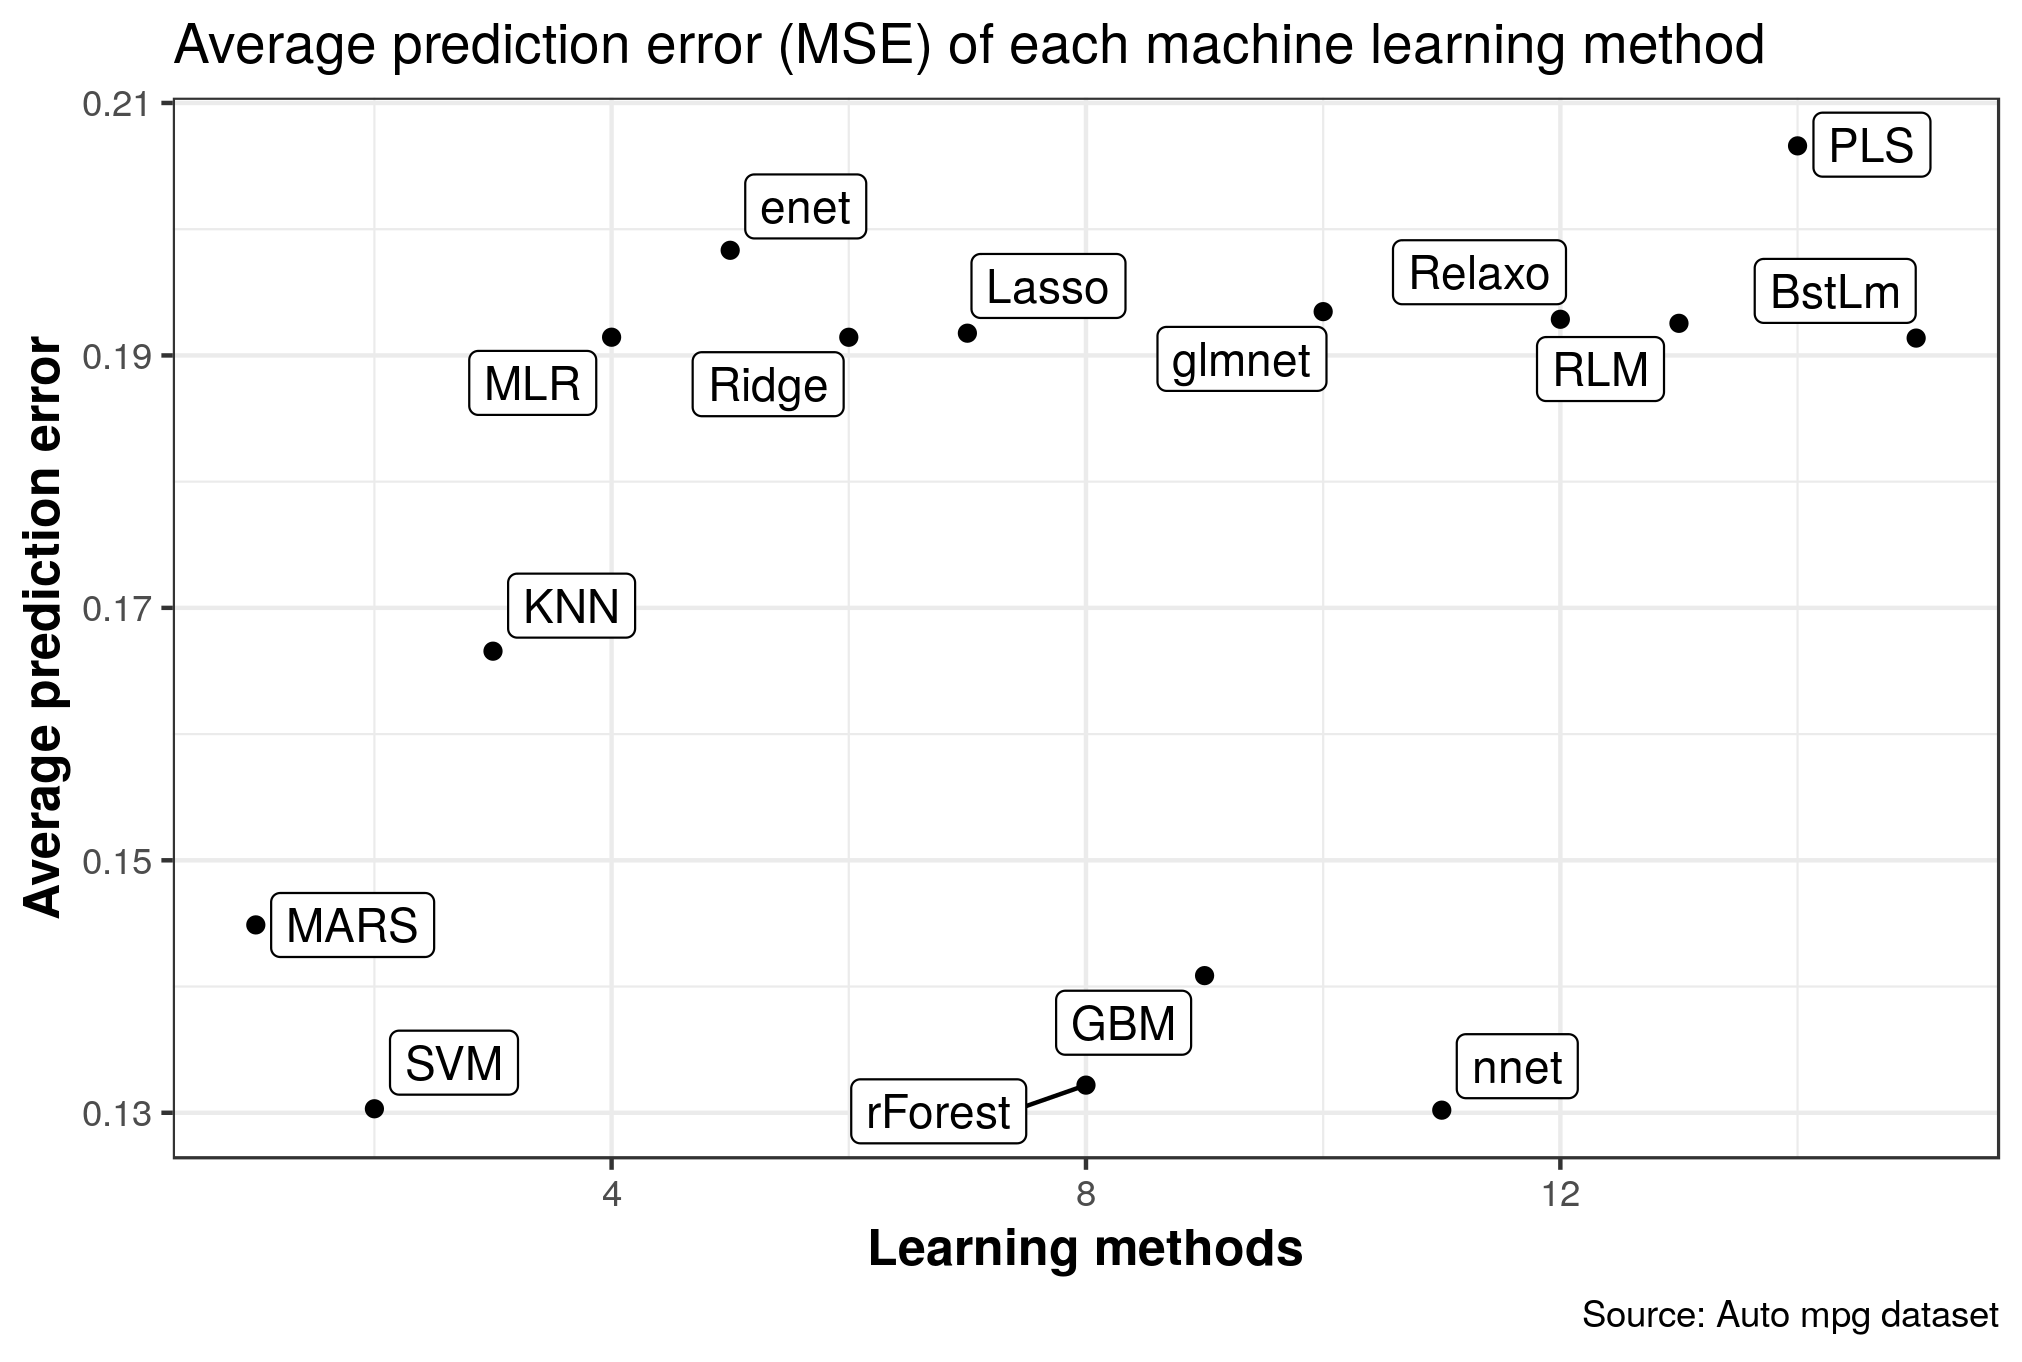 Average prediction error (MSE) of each machine learning method
0.21
PLS
enet
Relaxo
Lasso
BstLm
0.19
glmnet
RLM
MLR
Ridge
KNN
0.17
Average prediction error
0.15
MARS
GBM
SVM
nnet
rForest
0.13
4
8
12
Learning methods
Source: Auto mpg dataset